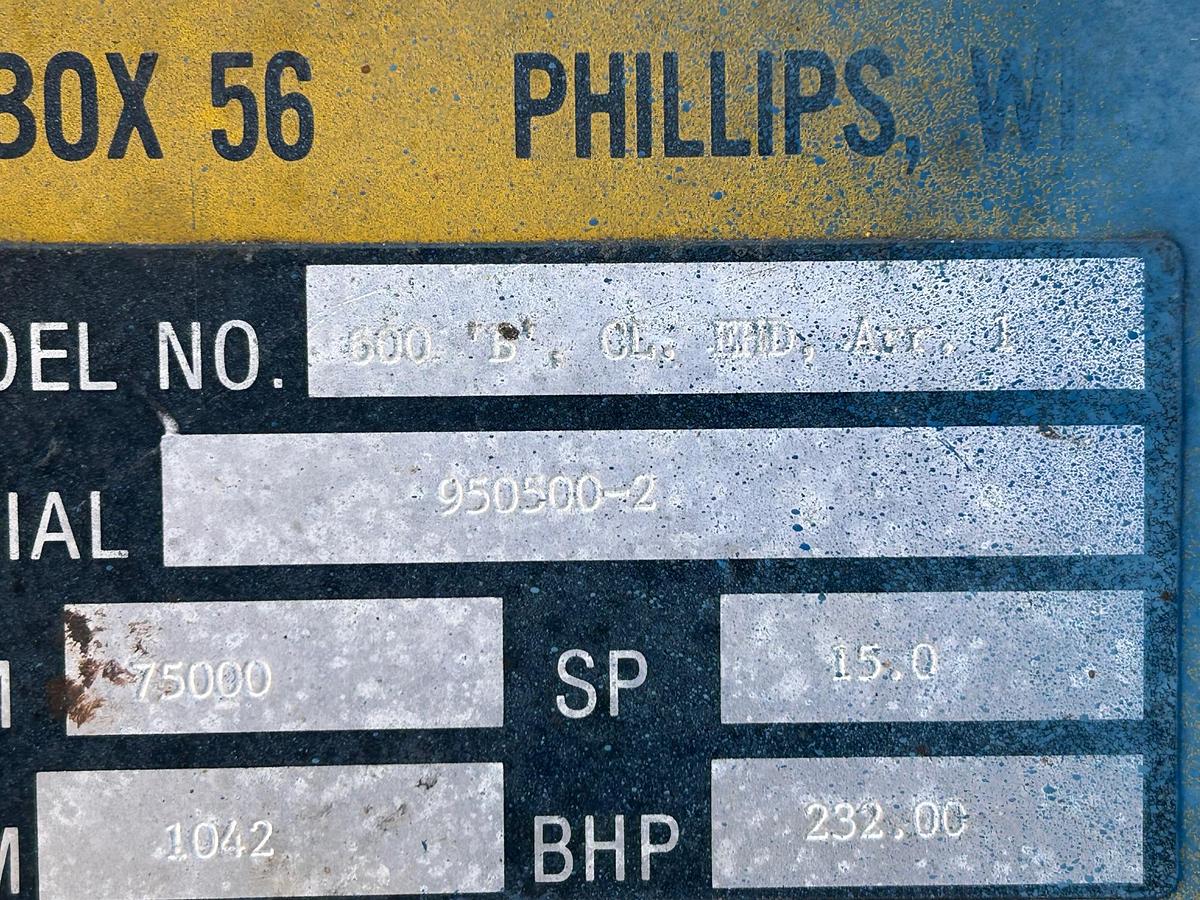 BOX 56 PHILLIPS, WI
DEL NO. 600 "B", CL, EHD, Arr. 1
IAL 950500-2
M 75000 SP 15.0
M 1042 BHP 232.00